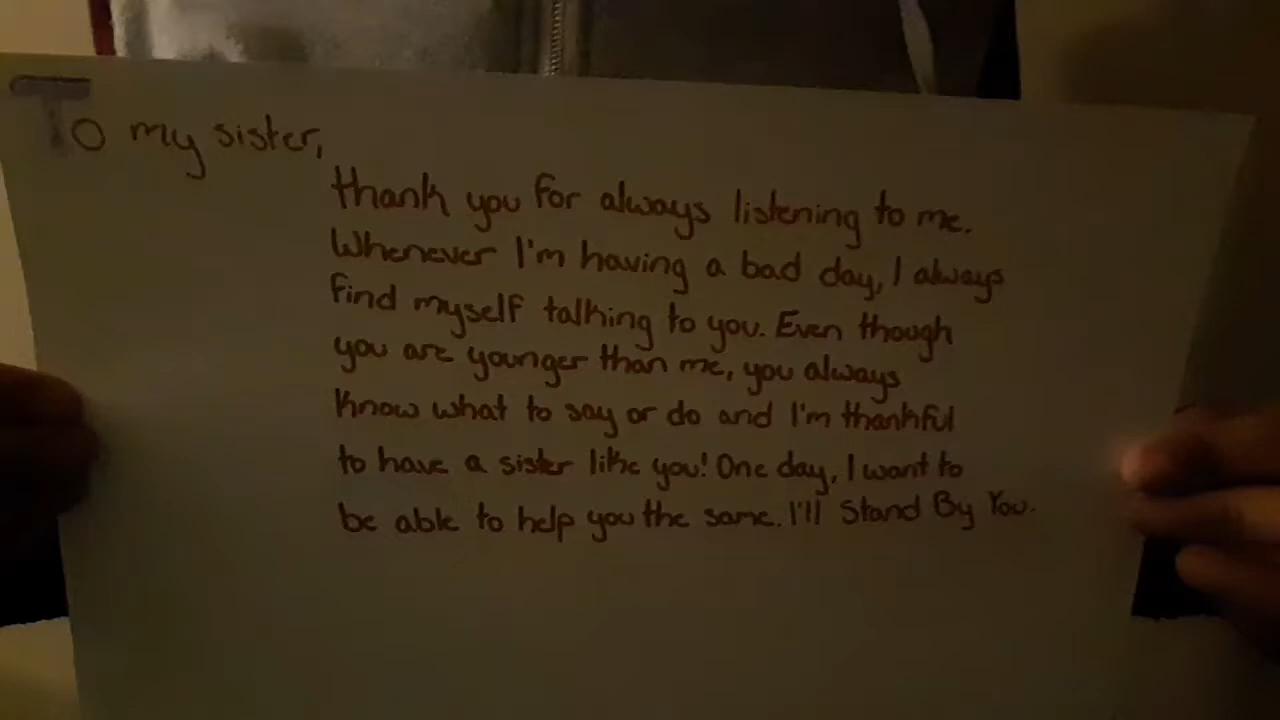 To my sister,
thank you for always listening to me.
Whenever I'm having a bad day, I always
find myself talking to you. Even though
you are younger than me, you always
know what to say or do and I'm thankful
to have a sister like you! One day, I want to
be able to help you the same. I'll Stand By You.